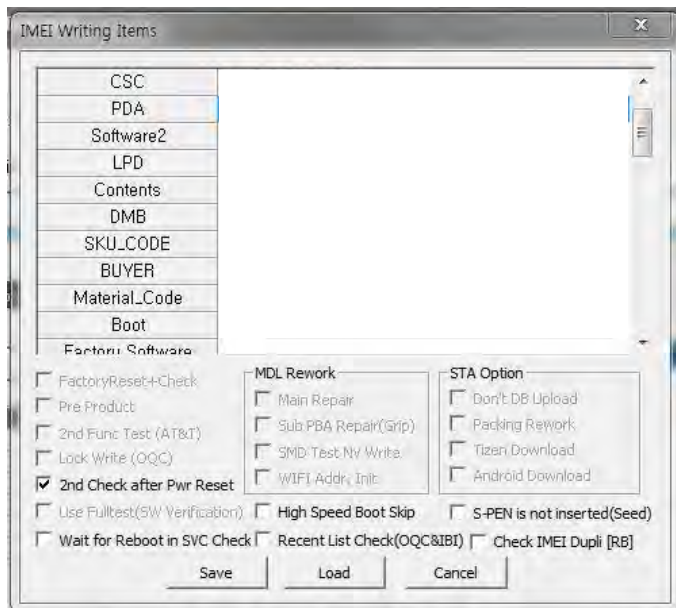 IMEI Writing Items
CSC
PDA
Software2
LPD
Contents
DMB
SKU_CODE
BUYER
Material_Code
Boot
Factory Software
FactoryReset+Check
Pre Product
2nd Func Test (AT&T)
Lock Write (OQC)
2nd Check after Pwr Reset
MDL Rework
Main Repair
Sub PBA Repair(Grip)
SMD Test NV Write
WIFI Addr. Init
STA Option
Don't DB Upload
Packing Rework
Tizen Download
Android Download
Use Fulltest(SW Verification) High Speed Boot Skip S-PEN is not inserted(Seed)
Wait for Reboot in SVC Check Recent List Check(OQC&IBI) Check IMEI Dupli [RB]
Save Load Cancel